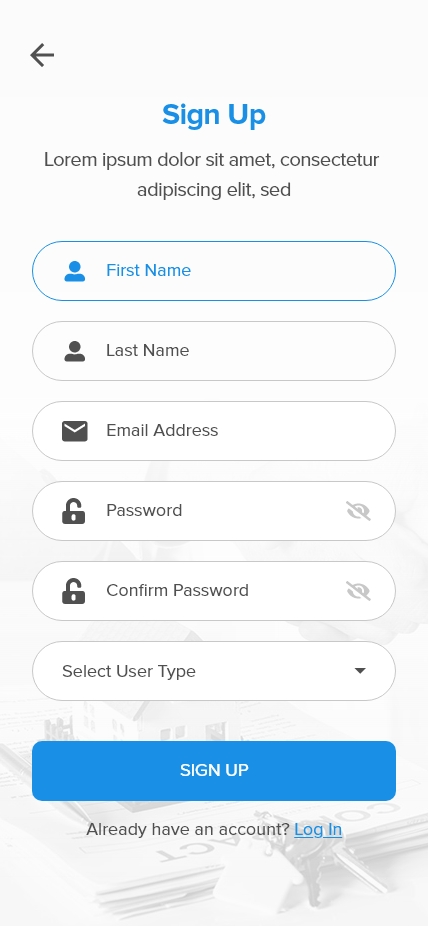 Sign Up
Lorem ipsum dolor sit amet, consectetur
adipiscing elit, sed
First Name
Last Name
Email Address
Password
Confirm Password
Select User Type
SIGN UP
Already have an account? Log In